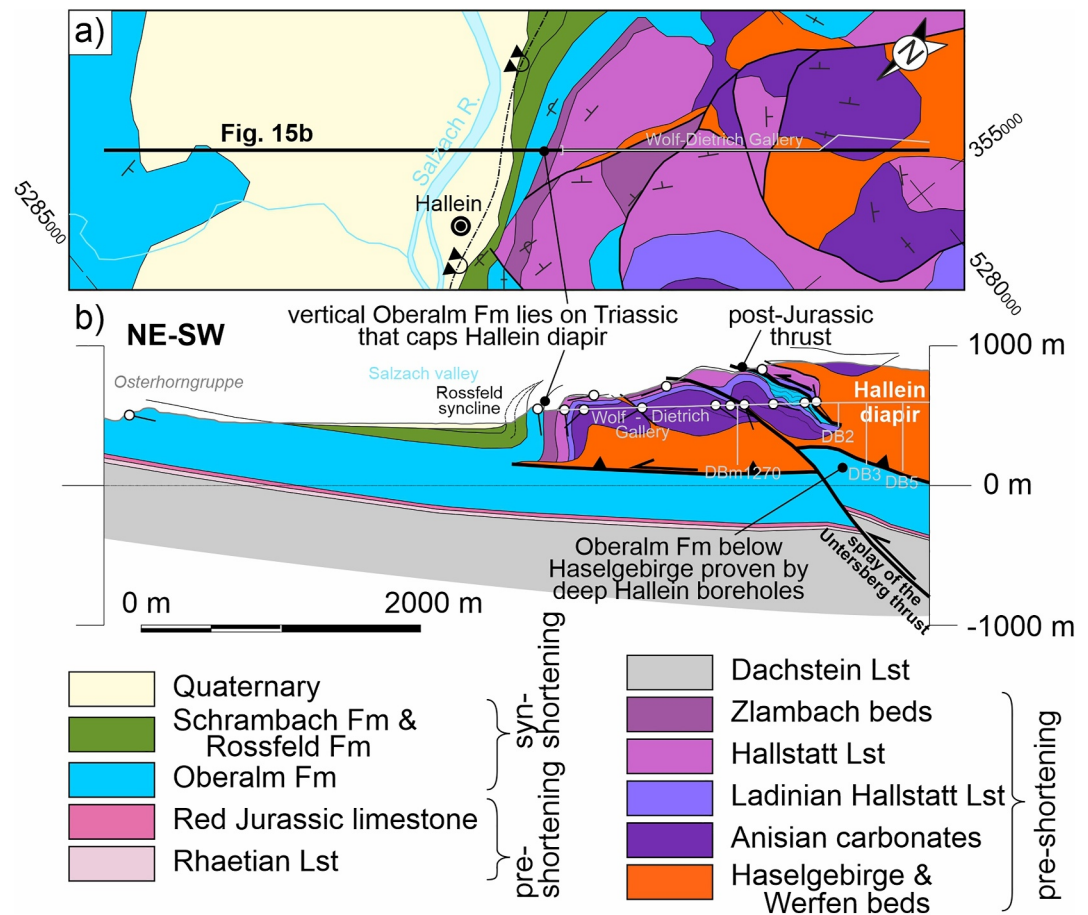 a)
N
Fig. 15b
Salzach R.
Wolf-Dietrich Gallery
355000
Hallein
5285000
5280000
b)
NE-SW
vertical Oberalm Fm lies on Triassic
that caps Hallein diapir
post-Jurassic
thrust
1000 m
Osterhorngruppe
Salzach valley
Rossfeld
syncline
Hallein
diapir
Wolf - Dietrich
Gallery
DB2
DBm1270
DB3
DB5
0 m
Oberalm Fm below
Haselgebirge proven by
deep Hallein boreholes
splay of the
Untersberg thrust
0 m
2000 m
-1000 m
Quaternary
Schrambach Fm &
Rossfeld Fm
Oberalm Fm
syn-
shortening
Red Jurassic limestone
Rhaetian Lst
pre-
shortening
Dachstein Lst
Zlambach beds
Hallstatt Lst
Ladinian Hallstatt Lst
Anisian carbonates
Haselgebirge &
Werfen beds
pre-shortening